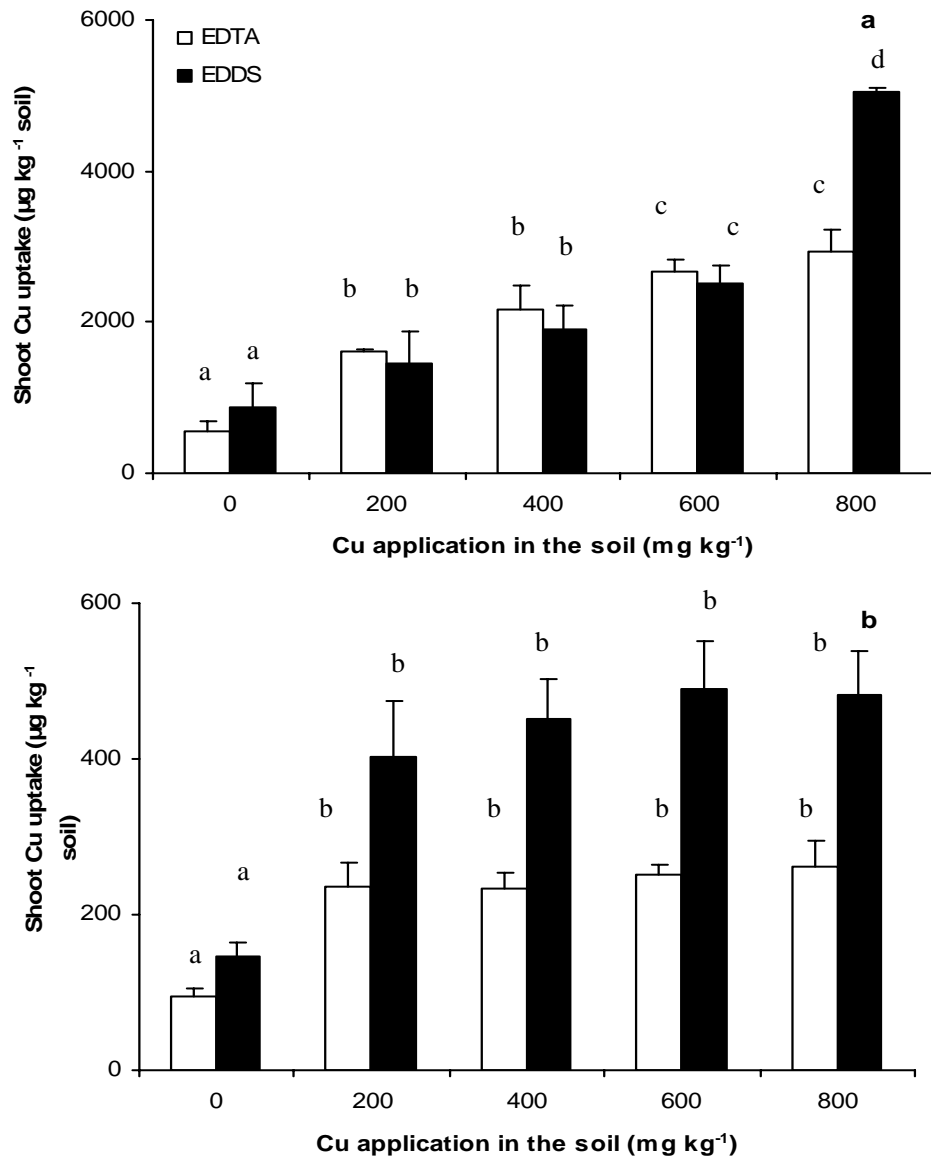 6000
a
EDTA
EDDS
d
4000
c
c
c
b
b
b
b
2000
a
a
0
0 200 400 600 800
Shoot Cu uptake (µg kg⁻¹ soil)
Cu application in the soil (mg kg⁻¹)
600
b
b
b
b
b
400
b
b
b
b
200
a
a
0
0 200 400 600 800
Shoot Cu uptake (µg kg⁻¹
soil)
Cu application in the soil (mg kg⁻¹)